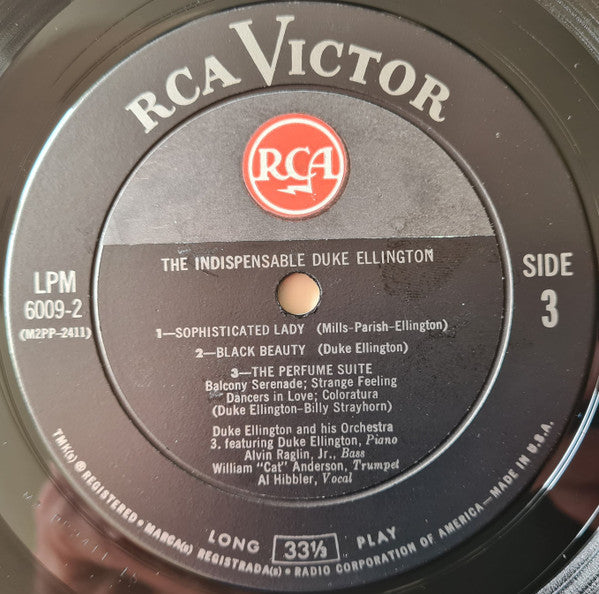 RCA VICTOR
RCA
THE INDISPENSABLE DUKE ELLINGTON
LPM
6009-2
(M2PP-2411)
SIDE
3
1—SOPHISTICATED LADY (Mills-Parish-Ellington)
2—BLACK BEAUTY (Duke Ellington)
3—THE PERFUME SUITE
Balcony Serenade; Strange Feeling
Dancers in Love; Coloratura
(Duke Ellington-Billy Strayhorn)
Duke Ellington and his Orchestra
3. featuring Duke Ellington, Piano
Alvin Raglin, Jr., Bass
William "Cat" Anderson, Trumpet
Al Hibbler, Vocal
LONG 33⅓ PLAY
TMK(s) ® REGISTERED • MARCA(s) REGISTRADA(s) • RADIO CORPORATION OF AMERICA—MADE IN U.S.A.